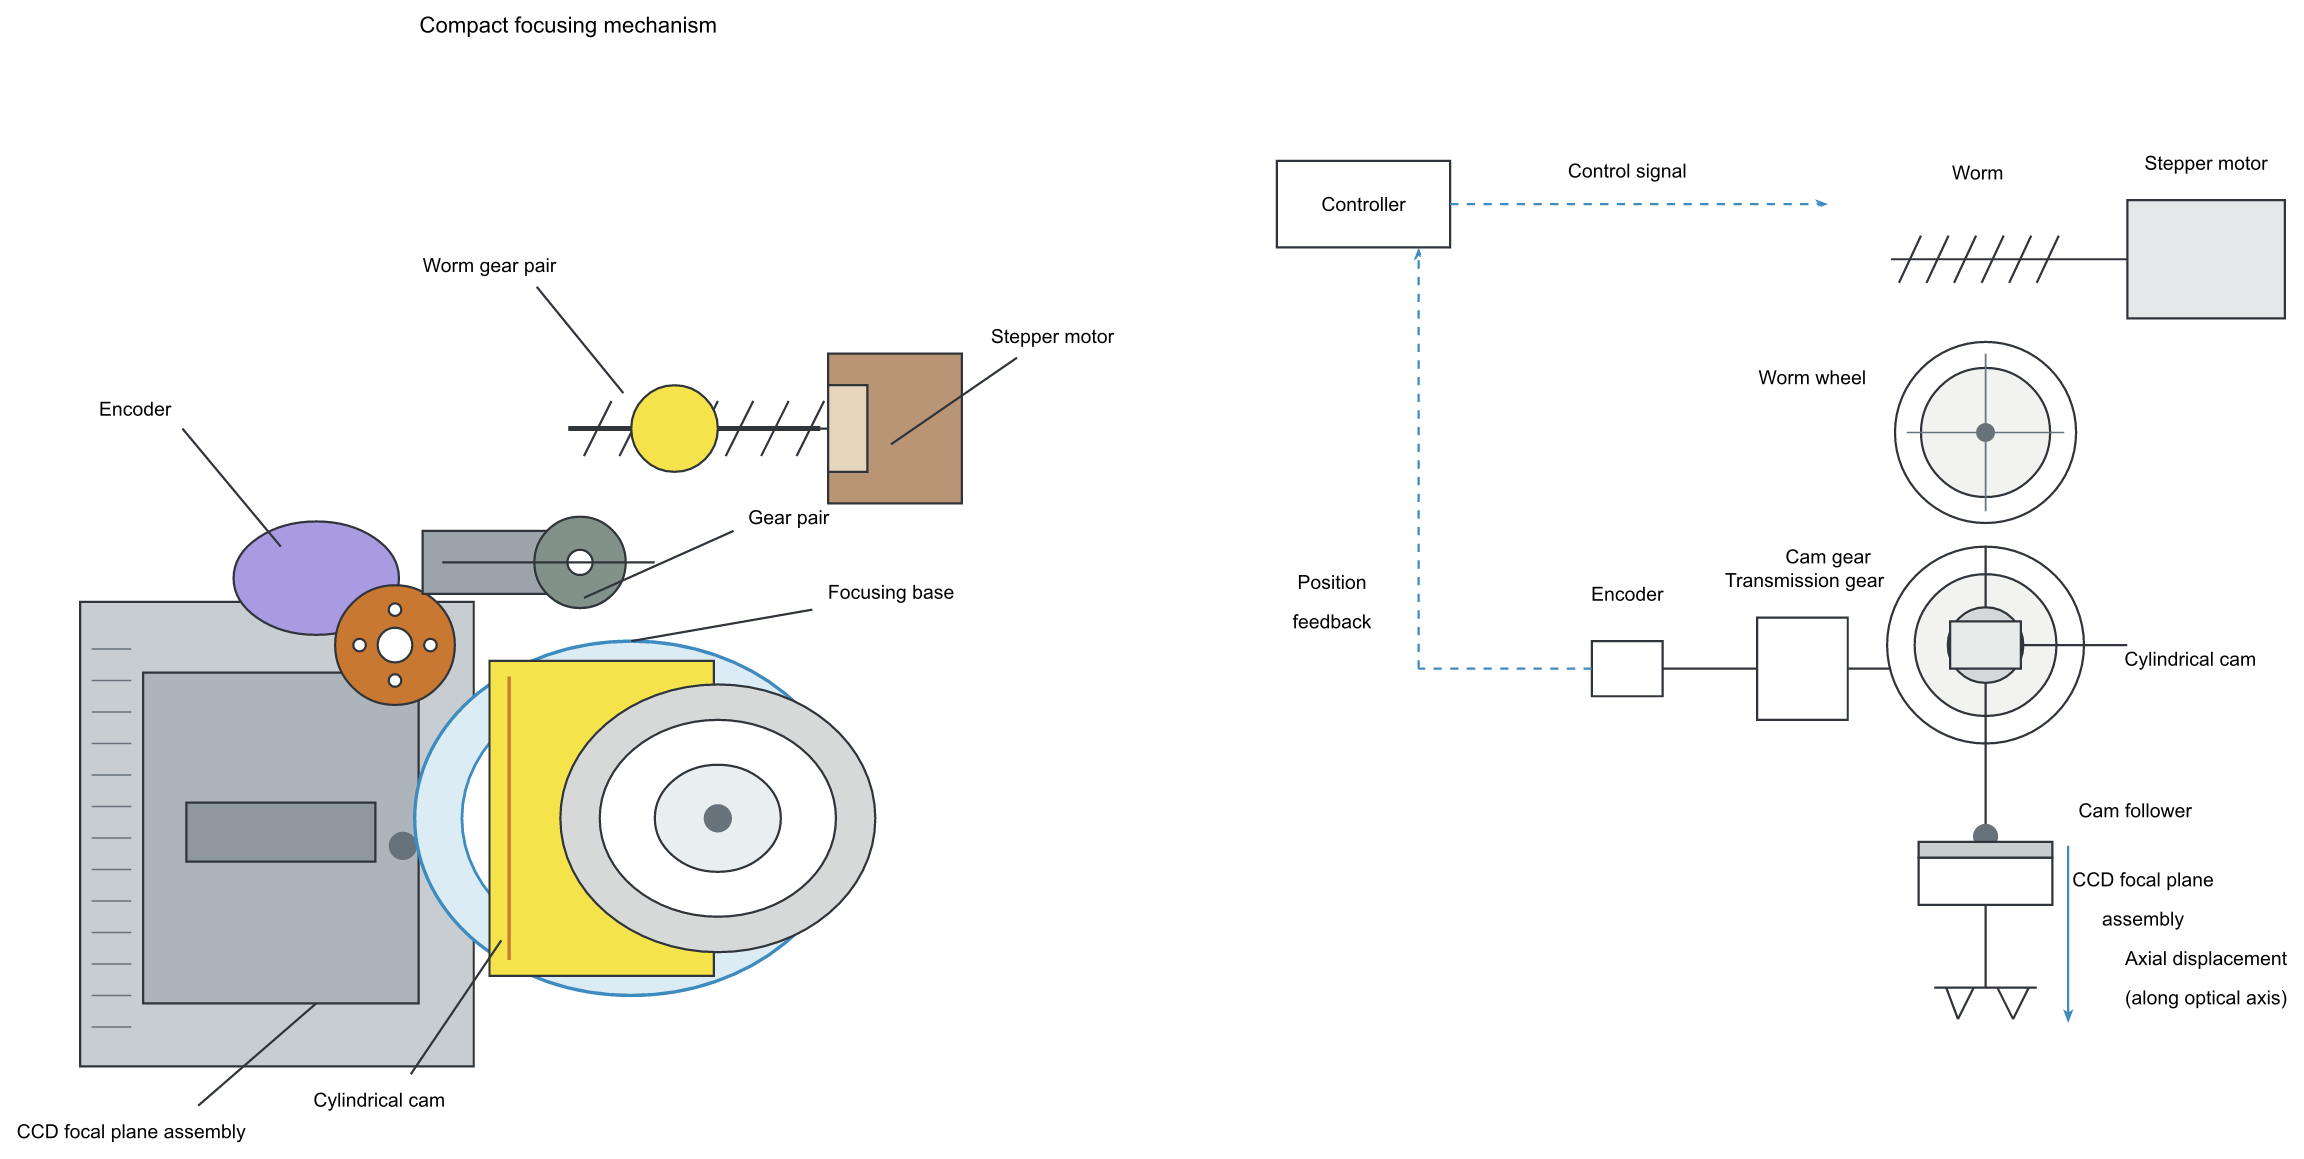 Compact focusing mechanism
Worm gear pair
Stepper motor
Encoder
Gear pair
Focusing base
Cylindrical cam
CCD focal plane assembly
Controller
Control signal
Worm
Stepper motor
Worm wheel
Cam gear
Transmission gear
Encoder
Position
feedback
Cylindrical cam
Cam follower
CCD focal plane
assembly
Axial displacement
(along optical axis)